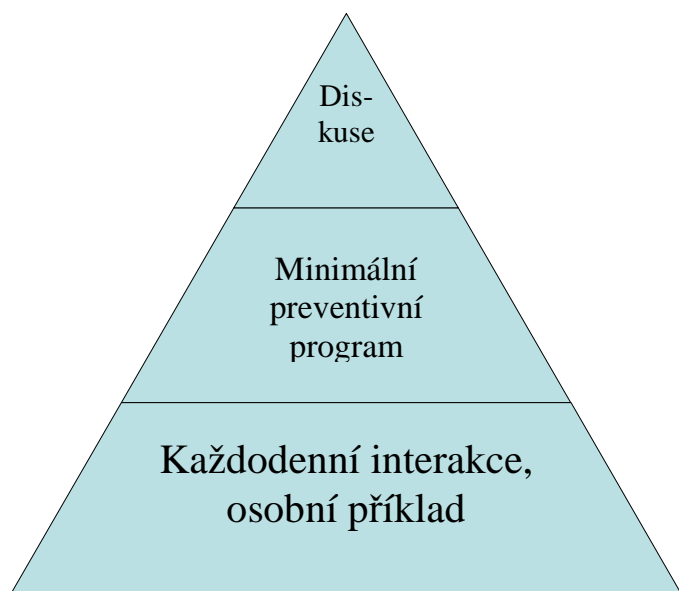 Dis-
kuse
Minimální
preventivní
program
Každodenní interakce,
osobní příklad